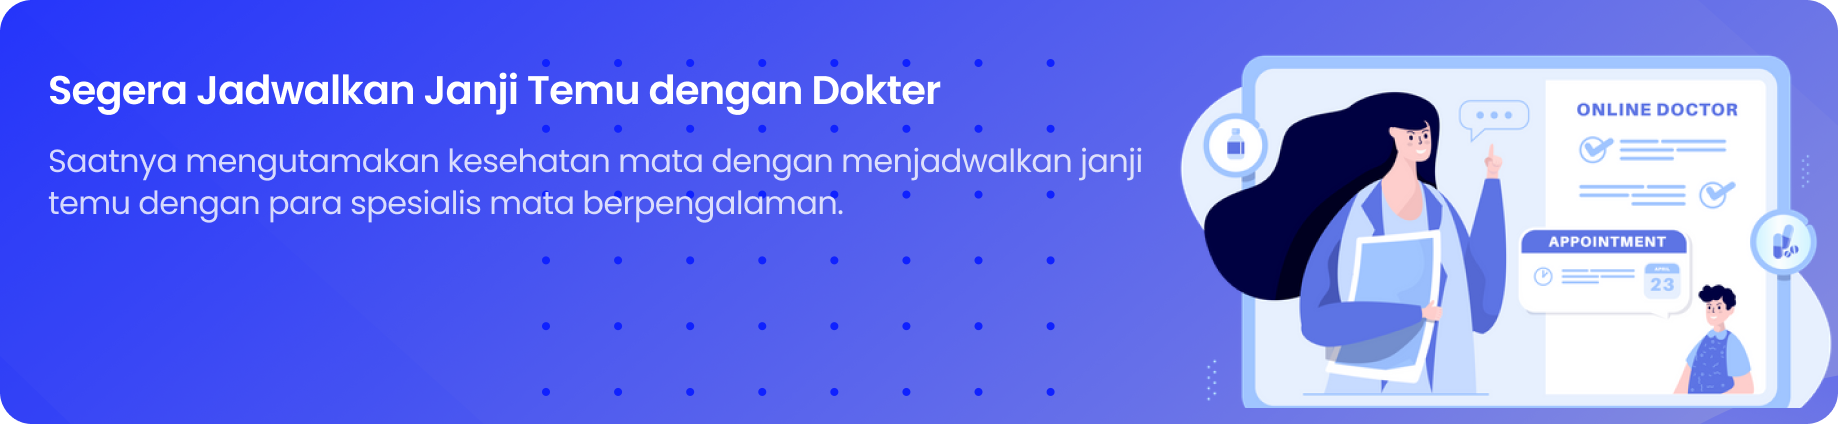 Segera Jadwalkan Janji Temu dengan Dokter
Saatnya mengutamakan kesehatan mata dengan menjadwalkan janji
temu dengan para spesialis mata berpengalaman.
ONLINE DOCTOR
APPOINTMENT
APRIL
23